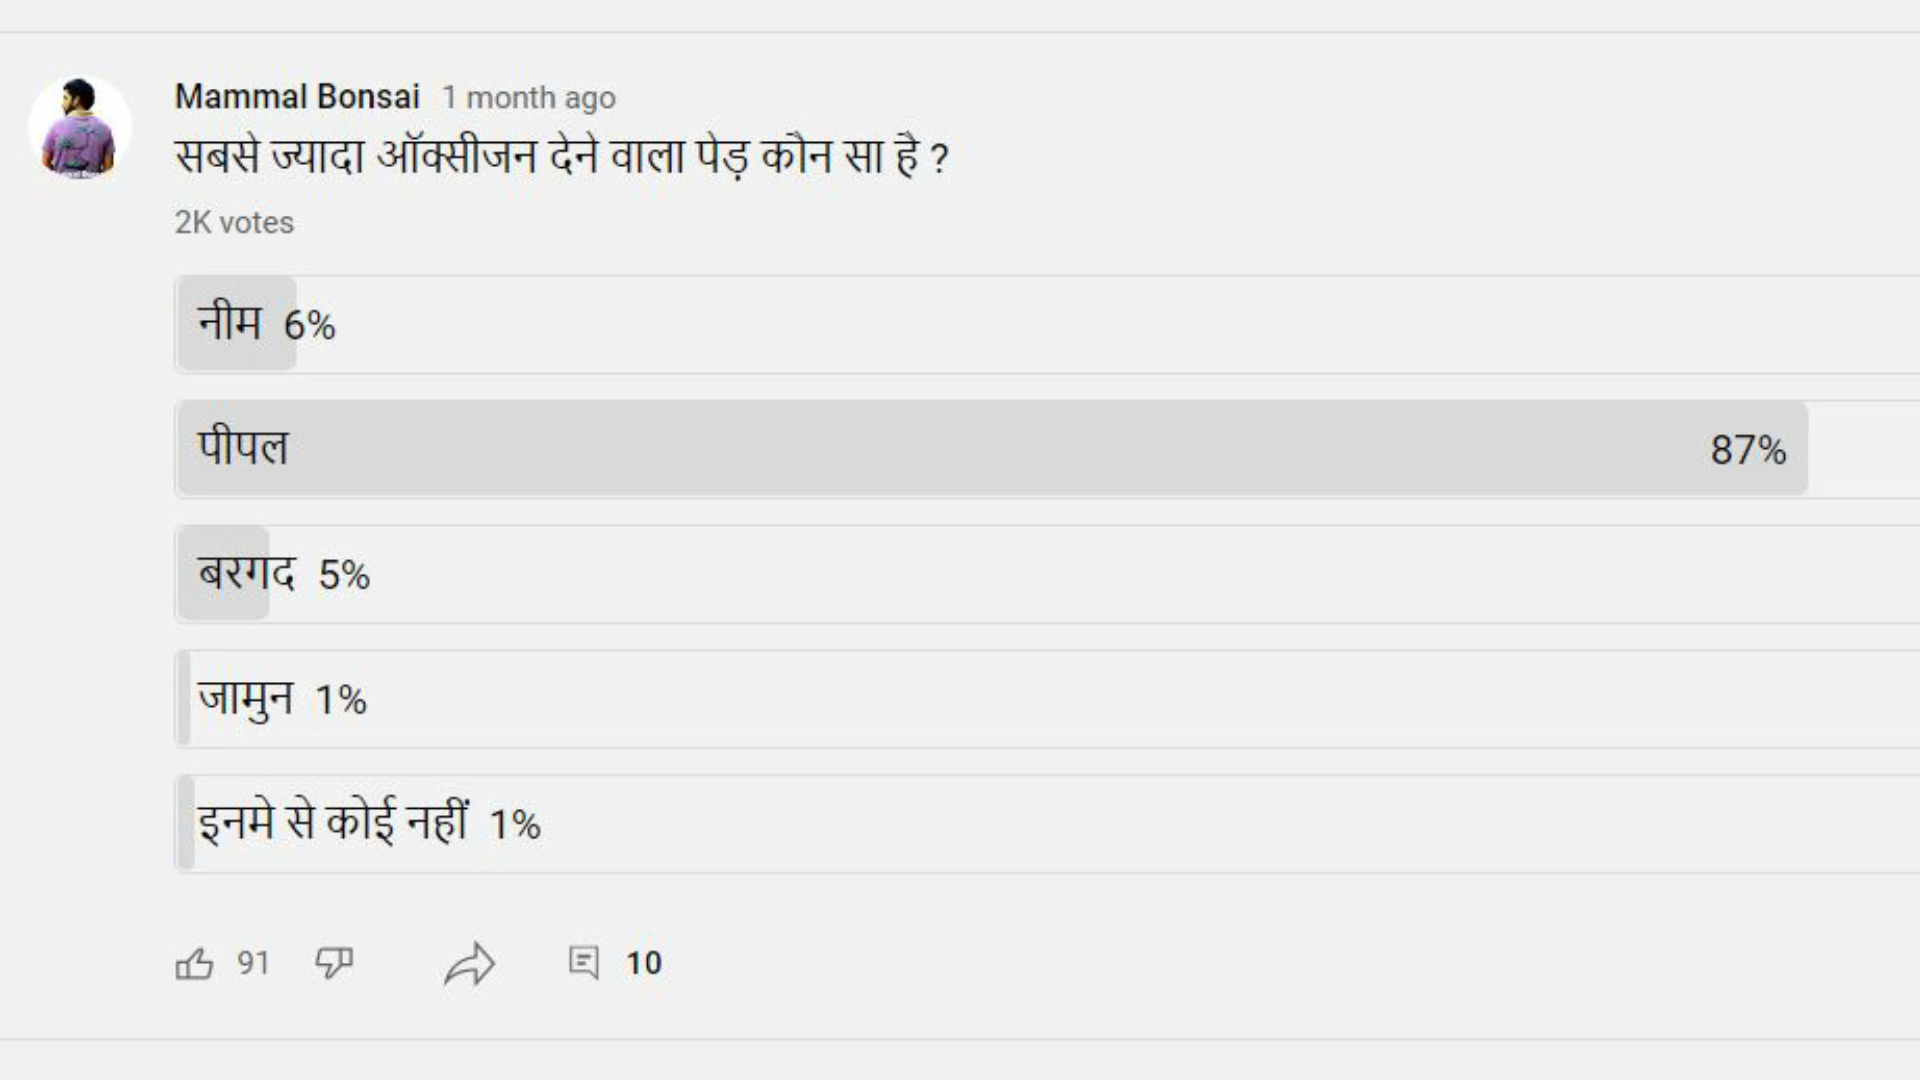 Mammal Bonsai 1 month ago
सबसे ज्यादा ऑक्सीजन देने वाला पेड़ कौन सा है ?
2K votes
नीम 6%
पीपल 87%
बरगद 5%
जामुन 1%
इनमे से कोई नहीं 1%
91 10